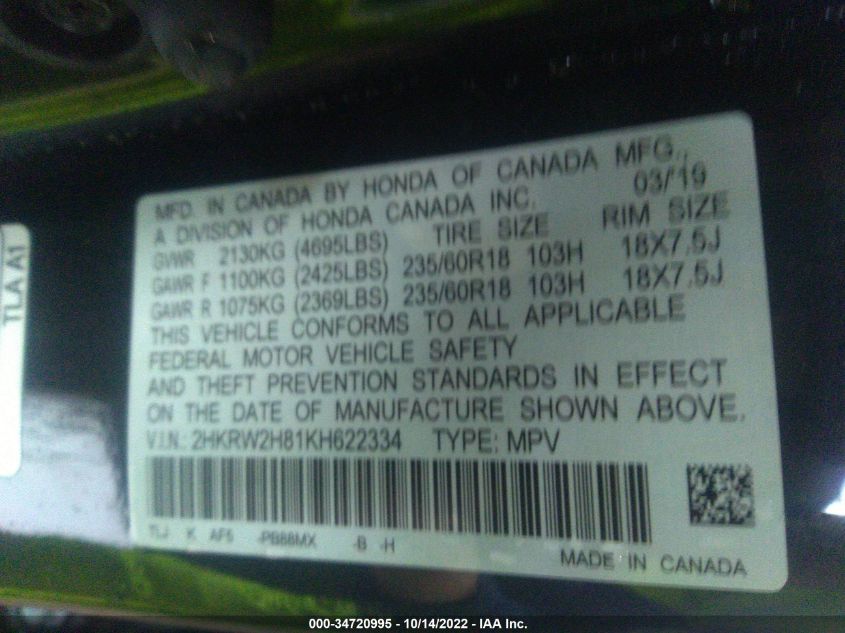 MFD. IN CANADA BY HONDA OF CANADA MFG.,
A DIVISION OF HONDA CANADA INC. 03/'19
GVWR 2130KG (4695LBS) TIRE SIZE RIM SIZE
GAWR F 1100KG (2425LBS) 235/60R18 103H 18X7.5J
GAWR R 1075KG (2369LBS) 235/60R18 103H 18X7.5J
THIS VEHICLE CONFORMS TO ALL APPLICABLE
FEDERAL MOTOR VEHICLE SAFETY
AND THEFT PREVENTION STANDARDS IN EFFECT
ON THE DATE OF MANUFACTURE SHOWN ABOVE.
V.I.N.: 2HKRW2H81KH622334 TYPE: MPV
TLJ K AF5 -PB88MX -B -H
MADE IN CANADA
TLA A1
000-34720995 - 10/14/2022 - IAA Inc.